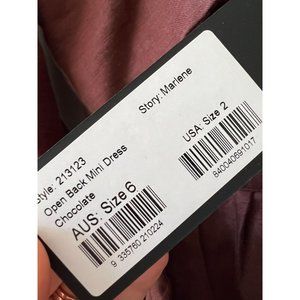 Style: 213123
Open Back Mini Dress
Chocolate
AUS: Size 6
9 335760 210224
Story: Marlene
USA: Size 2
840040691017